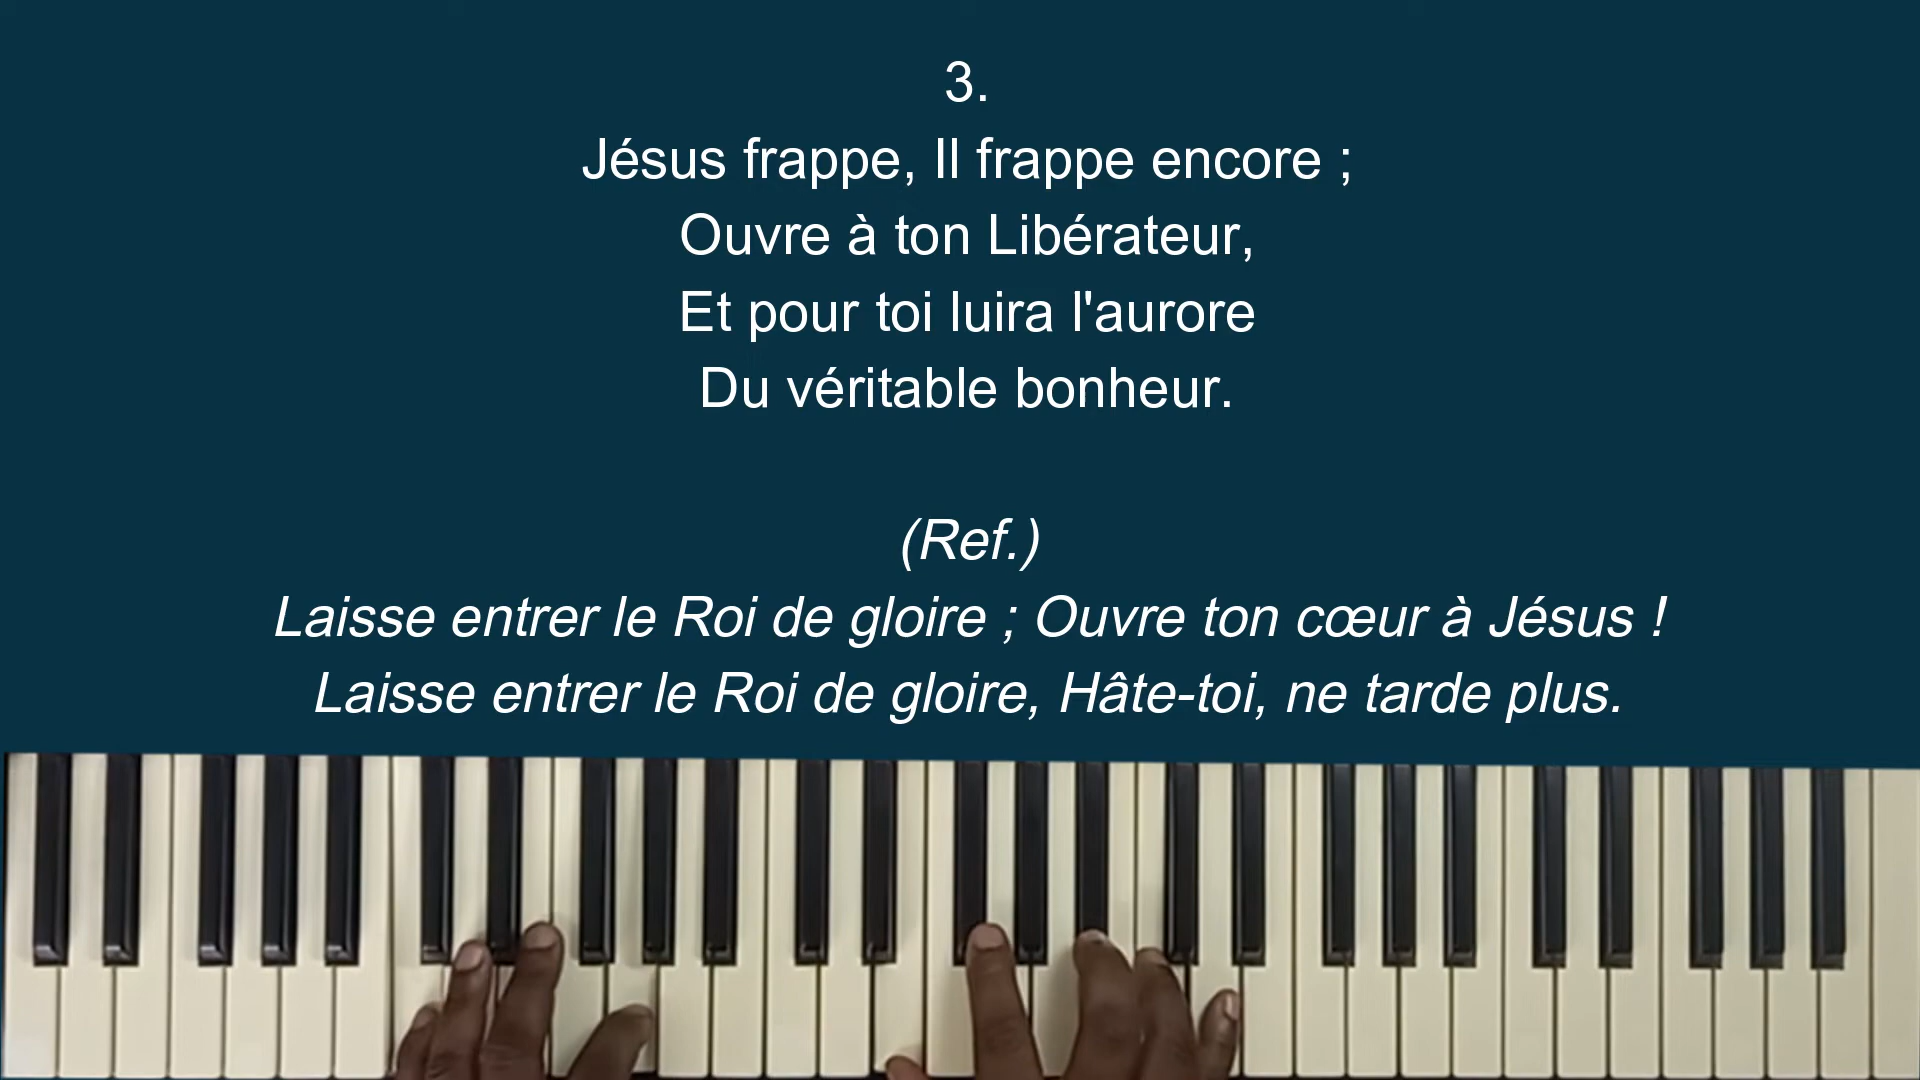 3.
Jésus frappe, Il frappe encore ;
Ouvre à ton Libérateur,
Et pour toi luira l'aurore
Du véritable bonheur.
(Ref.)
Laisse entrer le Roi de gloire ; Ouvre ton cœur à Jésus !
Laisse entrer le Roi de gloire, Hâte-toi, ne tarde plus.